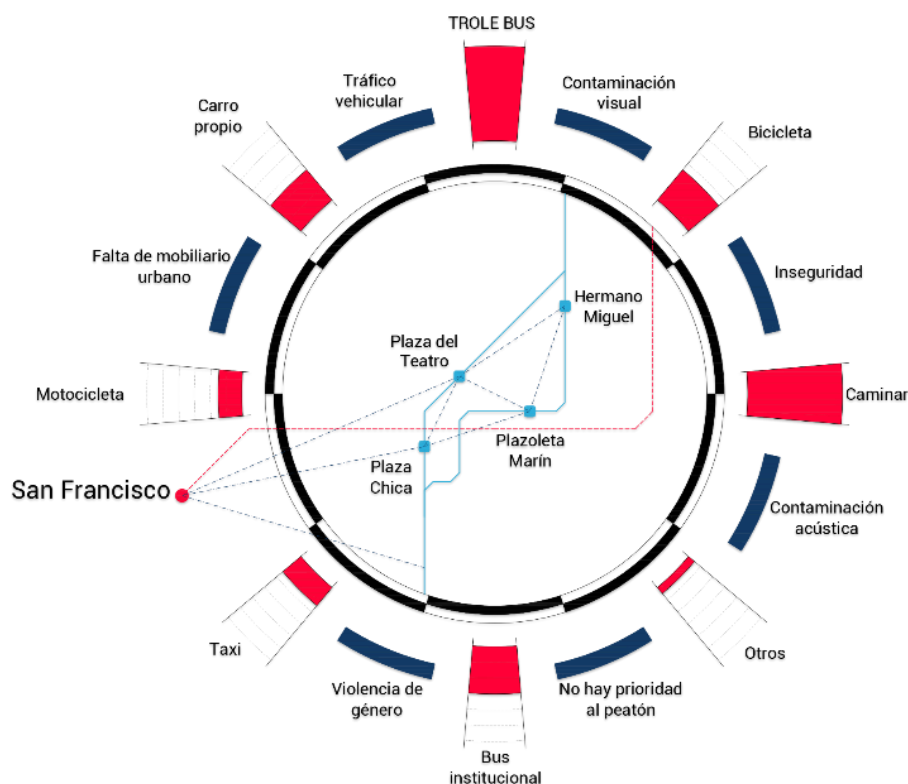 TROLE BUS
Tráfico
vehicular
Contaminación
visual
Carro
propio
Bicicleta
Falta de mobiliario
urbano
Inseguridad
Hermano
Miguel
Plaza del
Teatro
Motocicleta
Caminar
Plazoleta
Marín
Plaza
Chica
San Francisco
Contaminación
acústica
Taxi
Otros
Violencia de
género
No hay prioridad
al peatón
Bus
institucional